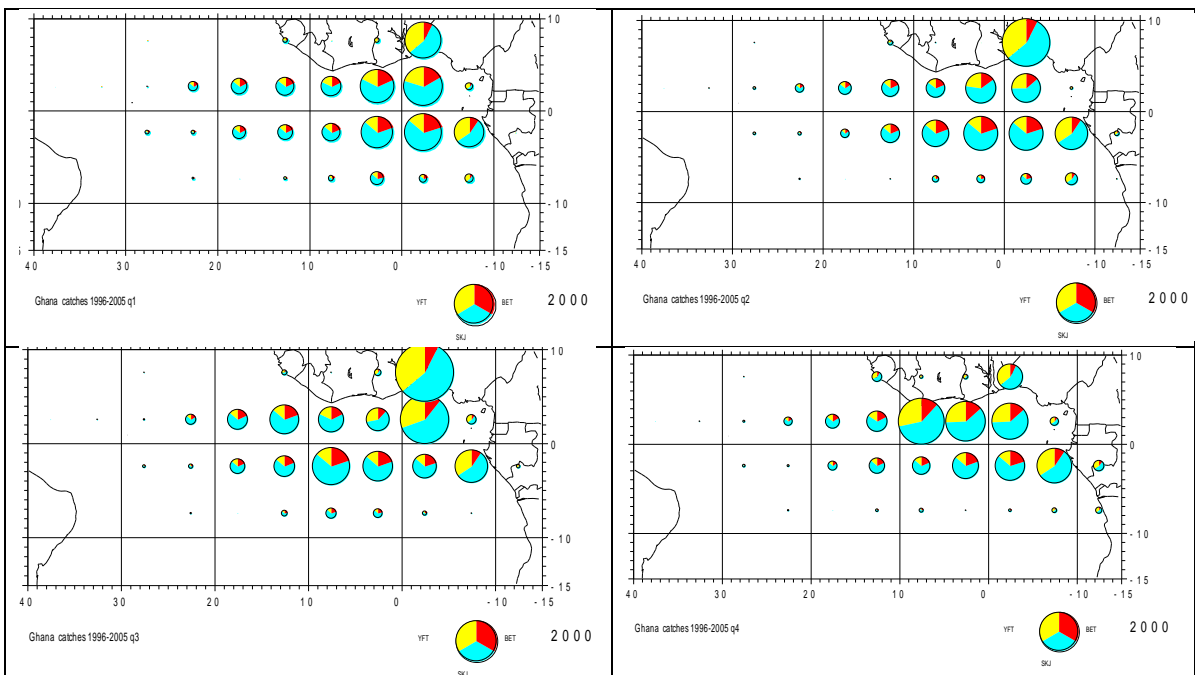 10
0
- 10
- 15
40 30 20 10 0 - 10 - 15
Ghana catches 1996-2005 q1
YFT BET 2000
SKJ
10
0
- 10
- 15
40 30 20 10 0 - 10 - 15
Ghana catches 1996-2005 q2
YFT BET 2000
SKJ
10
0
- 10
- 15
40 30 20 10 0 - 10 - 15
Ghana catches 1996-2005 q3
YFT BET 2000
SKJ
10
0
- 10
- 15
40 30 20 10 0 - 10 - 15
Ghana catches 1996-2005 q4
YFT BET 2000
SKJ